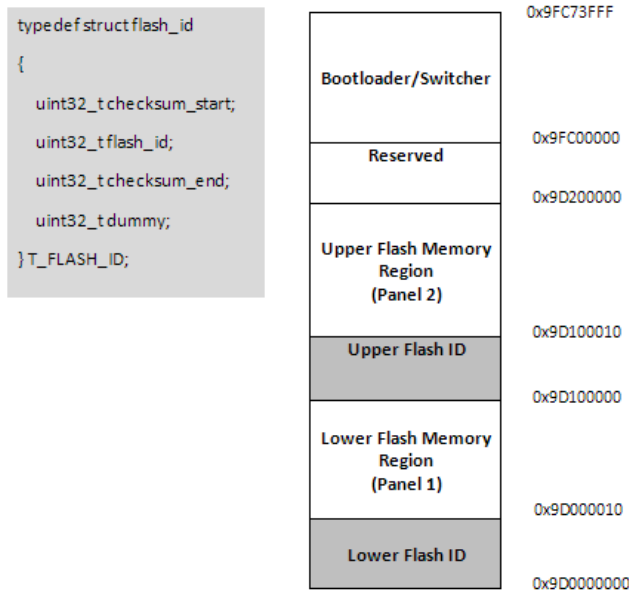 typedef struct flash_id
{
uint32_t checksum_start;
uint32_t flash_id;
uint32_t checksum_end;
uint32_t dummy;
} T_FLASH_ID;
0x9FC73FFF
Bootloader/Switcher
0x9FC00000
Reserved
0x9D200000
Upper Flash Memory
Region
(Panel 2)
0x9D100010
Upper Flash ID
0x9D100000
Lower Flash Memory
Region
(Panel 1)
0x9D000010
Lower Flash ID
0x9D0000000